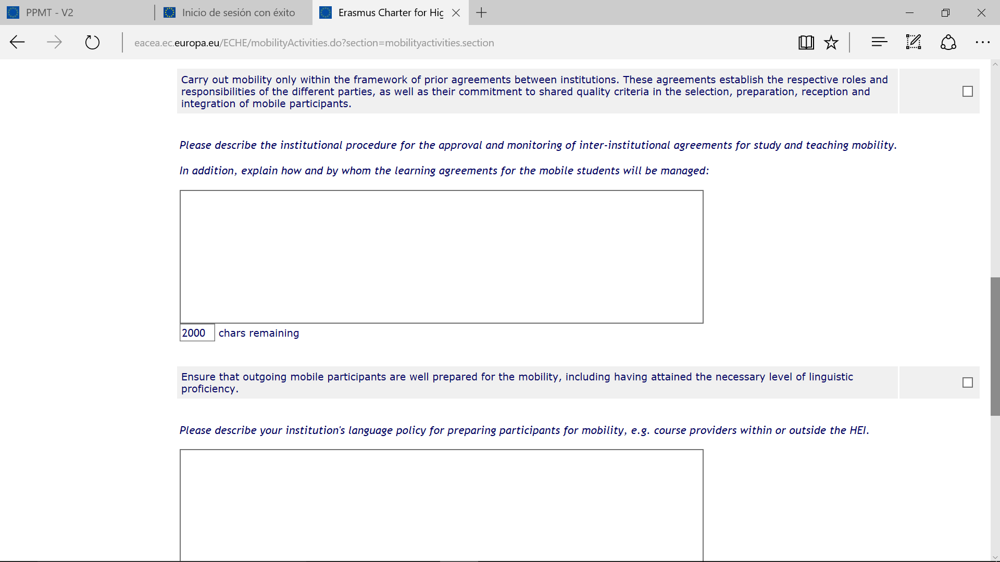 PPMT - V2
Inicio de sesión con éxito
Erasmus Charter for Hig
eacea.ec.europa.eu/ECHE/mobilityActivities.do?section=mobilityactivities.section
Carry out mobility only within the framework of prior agreements between institutions. These agreements establish the respective roles and
responsibilities of the different parties, as well as their commitment to shared quality criteria in the selection, preparation, reception and
integration of mobile participants.
Please describe the institutional procedure for the approval and monitoring of inter-institutional agreements for study and teaching mobility.
In addition, explain how and by whom the learning agreements for the mobile students will be managed:
2000 chars remaining
Ensure that outgoing mobile participants are well prepared for the mobility, including having attained the necessary level of linguistic
proficiency.
Please describe your institution's language policy for preparing participants for mobility, e.g. course providers within or outside the HEI.